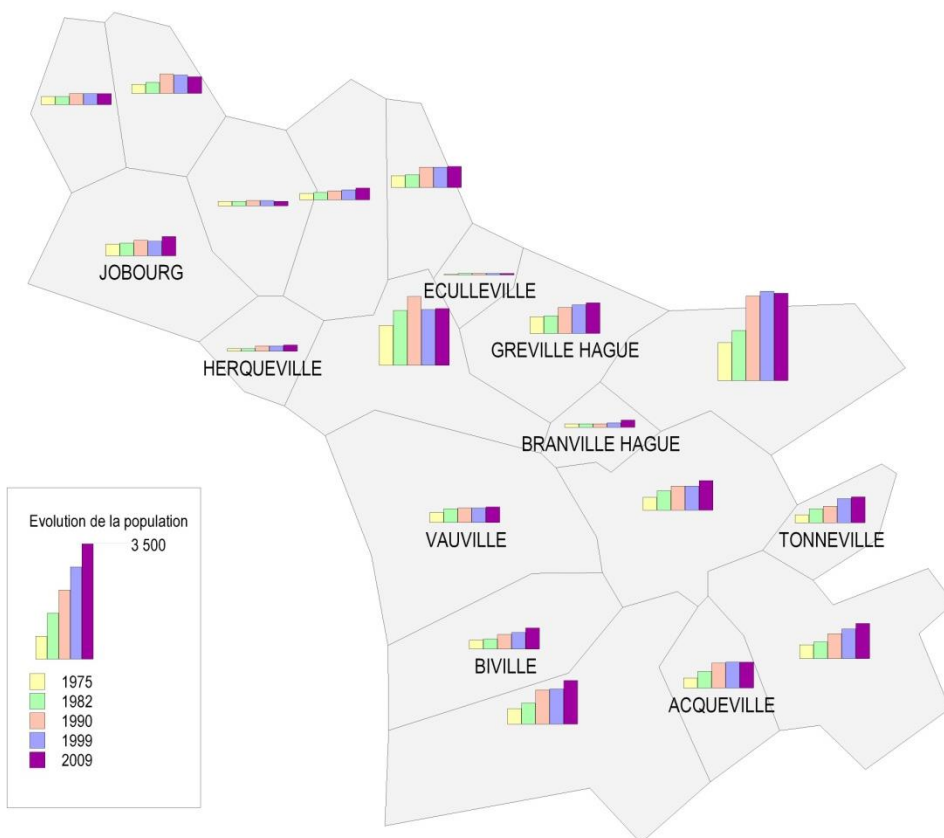 JOBOURG
ECULLEVILLE
GREVILLE HAGUE
HERQUEVILLE
BRANVILLE HAGUE
VAUVILLE
TONNEVILLE
BIVILLE
ACQUEVILLE
Evolution de la population
3 500
1975
1982
1990
1999
2009